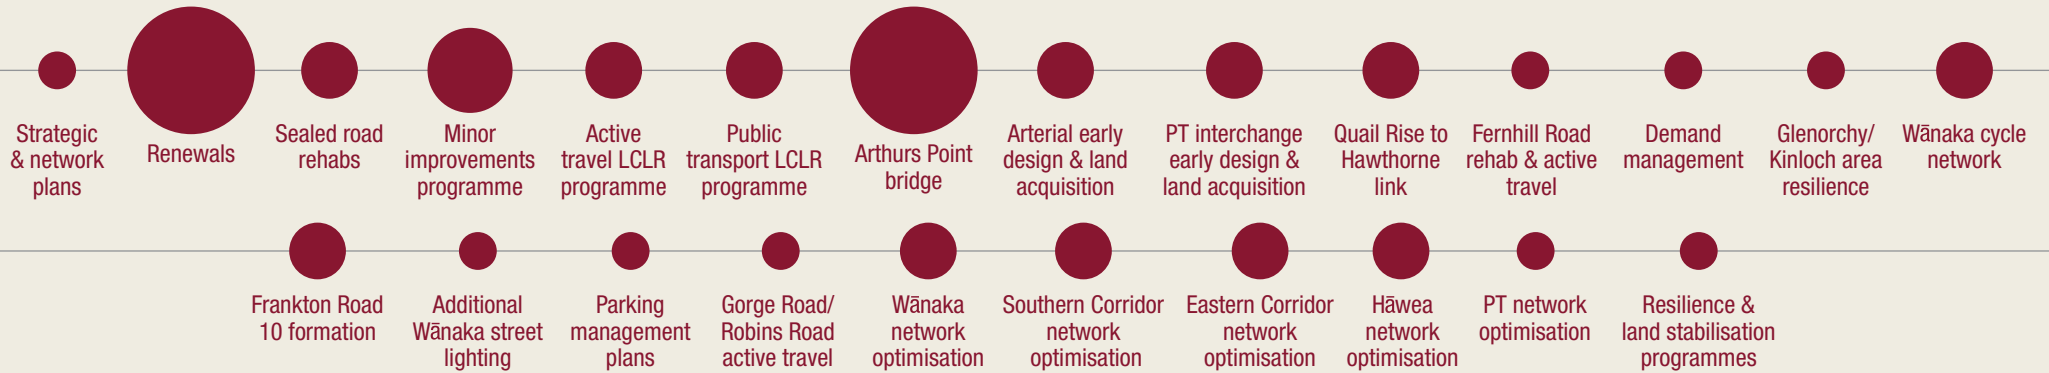 Strategic
& network
plans
Renewals
Sealed road
rehabs
Minor
improvements
programme
Active
travel LCLR
programme
Public
transport LCLR
programme
Arthurs Point
bridge
Arterial early
design & land
acquisition
PT interchange
early design &
land acquisition
Quail Rise to
Hawthorne
link
Fernhill Road
rehab & active
travel
Demand
management
Glenorchy/
Kinloch area
resilience
Wānaka cycle
network
Frankton Road
10 formation
Additional
Wānaka street
lighting
Parking
management
plans
Gorge Road/
Robins Road
active travel
Wānaka
network
optimisation
Southern Corridor
network
optimisation
Eastern Corridor
network
optimisation
Hāwea
network
optimisation
PT network
optimisation
Resilience &
land stabilisation
programmes